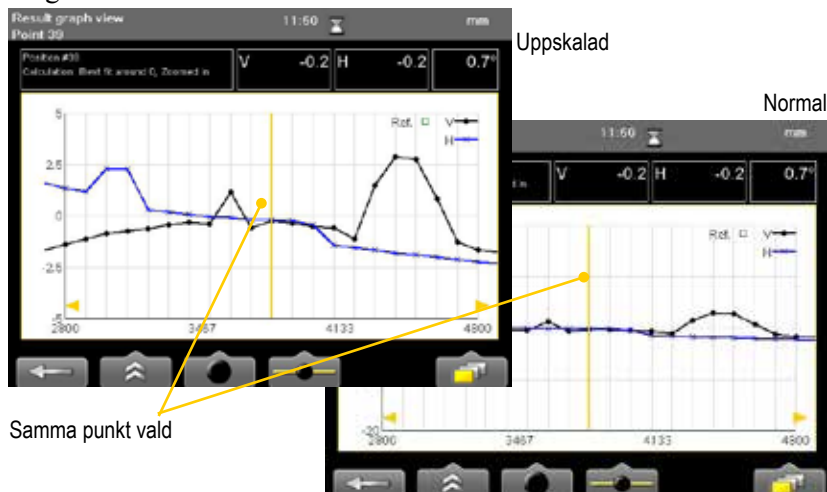 Result graph view 11:50 mm
Point 39
Position #39
Calculation: Best fit around 0, Zoomed in
V -0.2 H -0.2 0.7°
Uppskalad
5
2.5
0
-2.5
-5
Ref. V
H
2800 3467 4133 4800
Normal
11:50 mm
V -0.2 H -0.2 0.7°
Ref. V
H
-20
2800 3467 4133 4800
Samma punkt vald